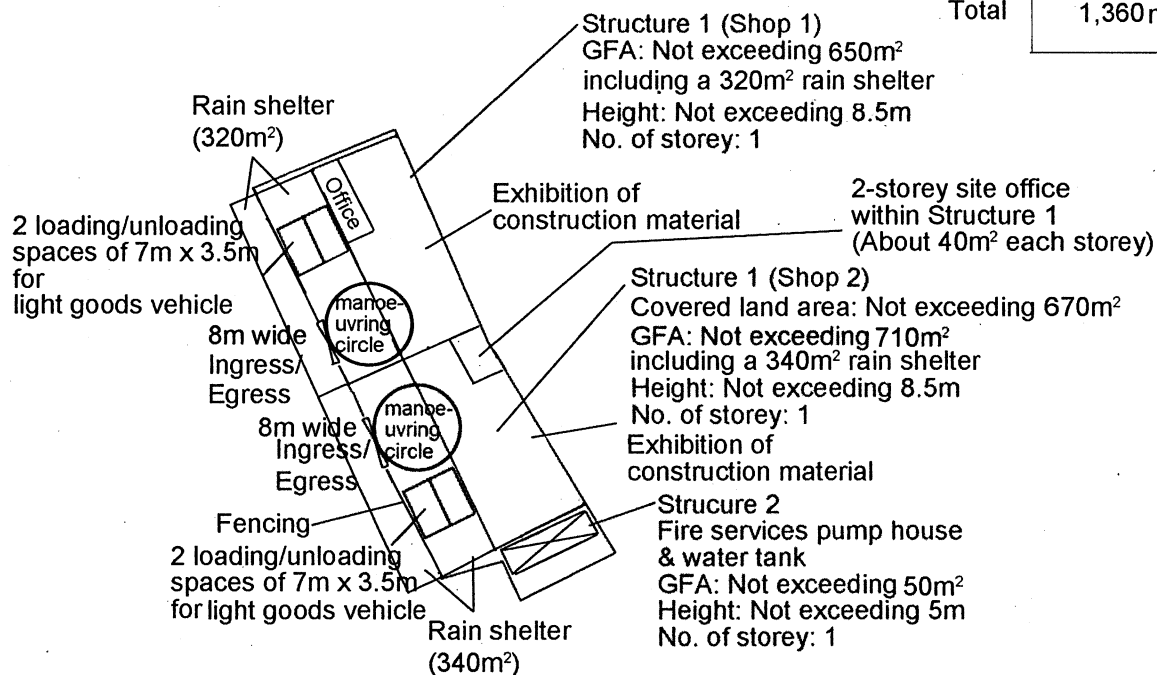 Total 1,360m
Structure 1 (Shop 1)
GFA: Not exceeding 650m²
including a 320m² rain shelter
Height: Not exceeding 8.5m
No. of storey: 1
Rain shelter
(320m²)
Office
Exhibition of
construction material
2-storey site office
within Structure 1
(About 40m² each storey)
2 loading/unloading
spaces of 7m x 3.5m
for
light goods vehicle
manoe-
uvring
circle
8m wide
Ingress/
Egress
Structure 1 (Shop 2)
Covered land area: Not exceeding 670m²
GFA: Not exceeding 710m²
including a 340m² rain shelter
Height: Not exceeding 8.5m
No. of storey: 1
manoe-
uvring
circle
8m wide
Ingress/
Egress
Exhibition of
construction material
Fencing
Strucure 2
Fire services pump house
& water tank
GFA: Not exceeding 50m²
Height: Not exceeding 5m
No. of storey: 1
2 loading/unloading
spaces of 7m x 3.5m
for light goods vehicle
Rain shelter
(340m²)